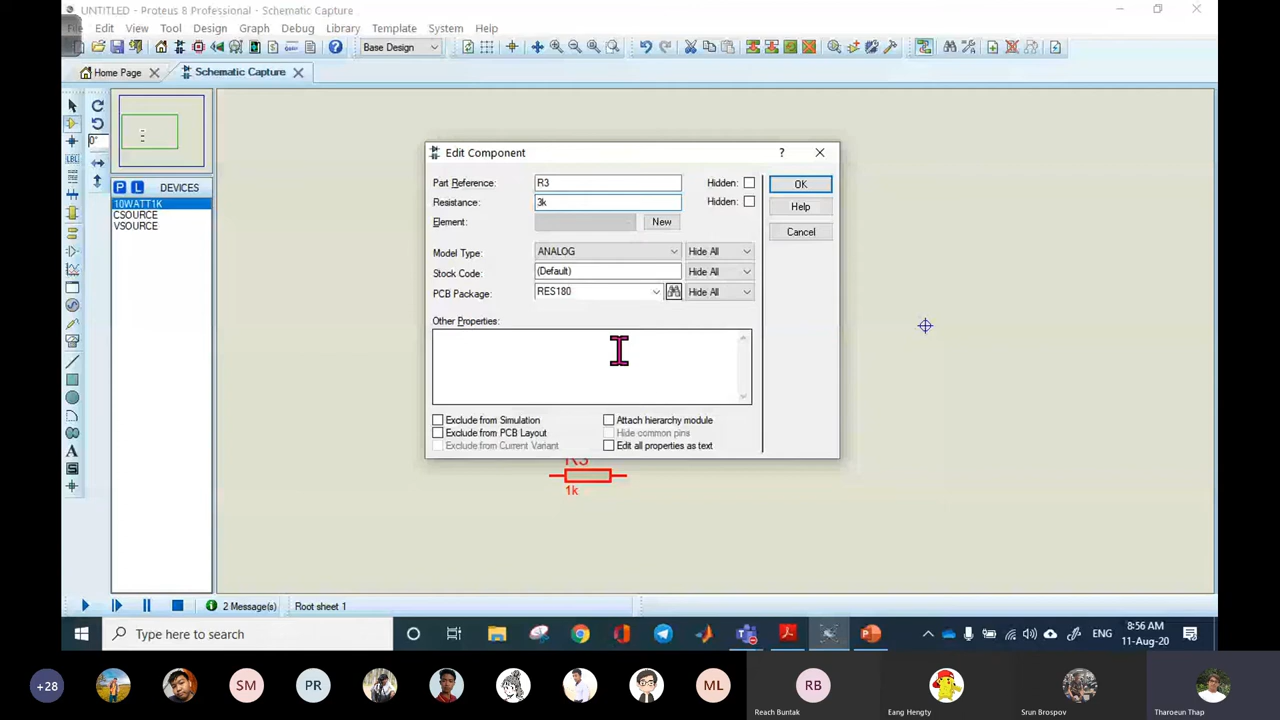 UNTITLED - Proteus 8 Professional - Schematic Capture
File Edit View Tool Design Graph Debug Library Template System Help
Base Design
Home Page
Schematic Capture
0°
P L DEVICES
10WATT1K
CSOURCE
VSOURCE
Edit Component
?
Part Reference: R3 Hidden:
OK
Resistance: 3k Hidden:
Help
Element: New
Cancel
Model Type: ANALOG Hide All
Stock Code: (Default) Hide All
PCB Package: RES180 Hide All
Other Properties:
Exclude from Simulation
Attach hierarchy module
Exclude from PCB Layout
Hide common pins
Exclude from Current Variant
Edit all properties as text
R3
1k
LBL
A
S
2 Message(s)
Root sheet 1
Type here to search
ENG
8:56 AM
11-Aug-20
+28
SM
PR
ML
RB
Reach Buntak
Eang Hengty
Srun Brospov
Tharoeun Thap